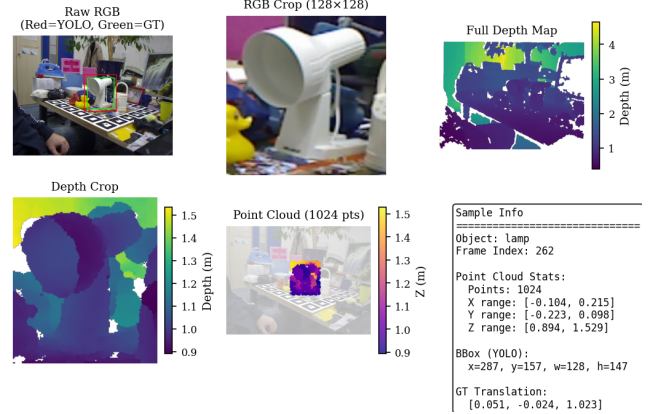 Raw RGB
(Red=YOLO, Green=GT)
RGB Crop (128×128)
Full Depth Map
4
3
2
1
Depth (m)
Depth Crop
1.5
1.4
1.3
1.2
1.1
1.0
0.9
Depth (m)
Point Cloud (1024 pts)
1.5
1.4
1.3
1.2
1.1
1.0
0.9
Z (m)
Sample Info
==============================
Object: lamp
Frame Index: 262
Point Cloud Stats:
Points: 1024
X range: [-0.104, 0.215]
Y range: [-0.223, 0.098]
Z range: [0.894, 1.529]
BBox (YOLO):
x=287, y=157, w=128, h=147
GT Translation:
[0.051, -0.024, 1.023]